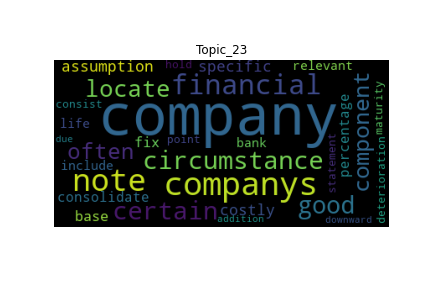 Topic_23
assumption hold specific relevant
locate financial
consist company component percentage maturity
life due often fix point bank
circumstance statement deterioration
include note companys
consolidate certain costly good
base addition downward